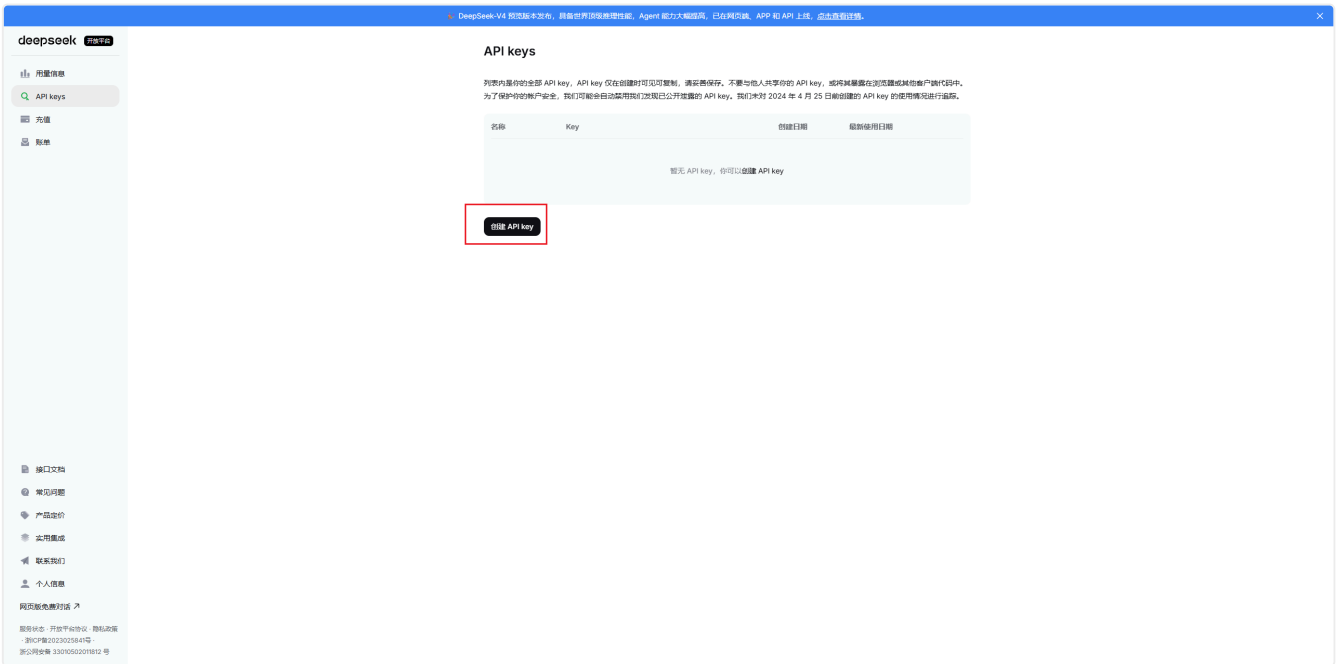 DeepSeek-V4 预览版本发布，具备世界顶级推理性能，Agent 能力大幅提高，已在网页端、APP 和 API 上线，点击查看详情。
deepseek 开放平台
用量信息
API keys
充值
账单
API keys
列表内是你的全部 API key，API key 仅在创建时可见可复制，请妥善保存。不要与他人共享你的 API key，或将其暴露在浏览器或其他客户端代码中。
为了保护你的帐户安全，我们可能会自动禁用我们发现已公开泄露的 API key。我们未对 2024 年 4 月 25 日前创建的 API key 的使用情况进行追踪。
名称 Key 创建日期 最新使用日期
暂无 API key，你可以创建 API key
创建 API key
接口文档
常见问题
产品定价
实用集成
联系我们
个人信息
网页版免费对话
服务状态 · 开放平台协议 · 隐私政策
· 浙ICP备2023025841号 ·
浙公网安备 33010502011812 号